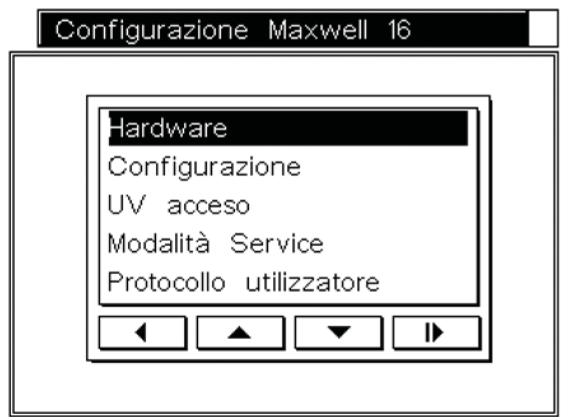 Configurazione Maxwell 16
Hardware
Configurazione
UV acceso
Modalità Service
Protocollo utilizzatore